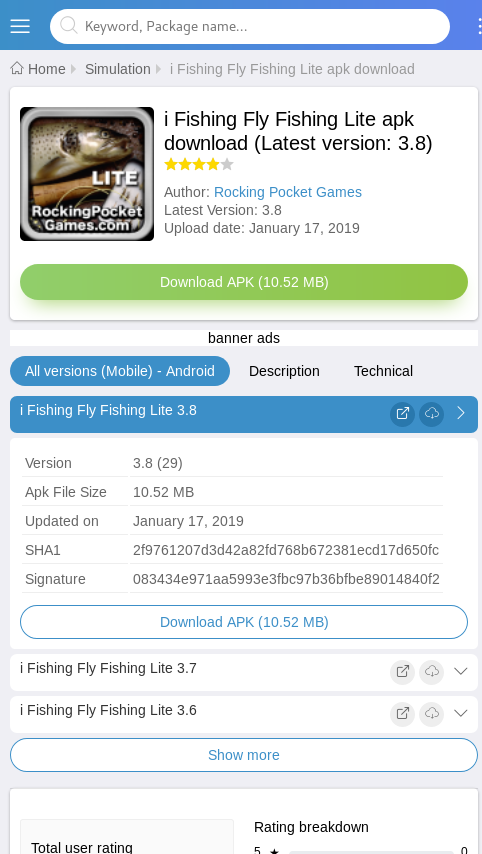 Keyword, Package name...
Home Simulation i Fishing Fly Fishing Lite apk download
LITE
RockingPocket
Games.com
i Fishing Fly Fishing Lite apk
download (Latest version: 3.8)
Author: Rocking Pocket Games
Latest Version: 3.8
Upload date: January 17, 2019
Download APK (10.52 MB)
banner ads
All versions (Mobile) - Android Description Technical
i Fishing Fly Fishing Lite 3.8
Version 3.8 (29)
Apk File Size 10.52 MB
Updated on January 17, 2019
SHA1 2f9761207d3d42a82fd768b672381ecd17d650fc
Signature 083434e971aa5993e3fbc97b36bfbe89014840f2
Download APK (10.52 MB)
i Fishing Fly Fishing Lite 3.7
i Fishing Fly Fishing Lite 3.6
Show more
Rating breakdown
Total user rating
5 ★ 0